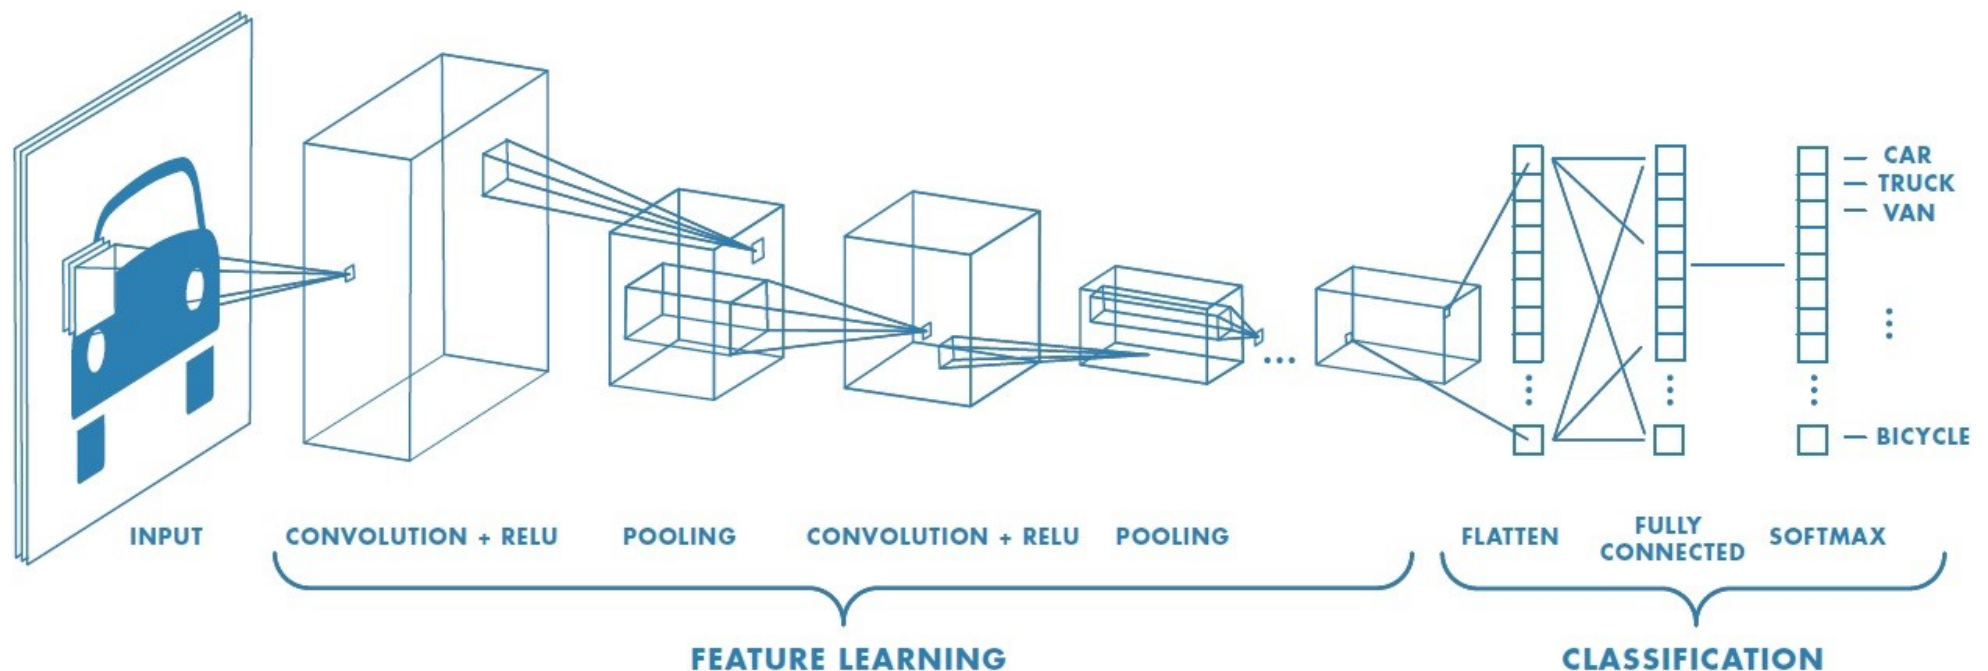 CAR
TRUCK
VAN
BICYCLE
INPUT
CONVOLUTION + RELU
POOLING
CONVOLUTION + RELU
POOLING
FLATTEN
FULLY
CONNECTED
SOFTMAX
FEATURE LEARNING
CLASSIFICATION